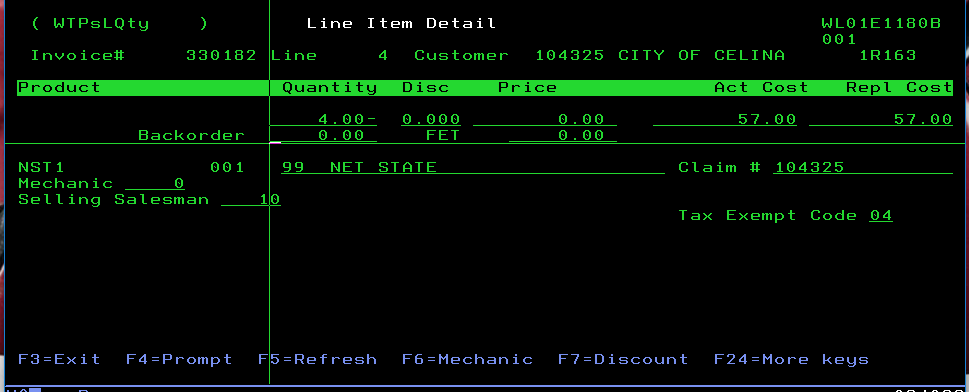 ( WTPsLQty ) Line Item Detail WL01E1180B
001
Invoice# 330182 Line 4 Customer 104325 CITY OF CELINA 1R163
Product Quantity Disc Price Act Cost Repl Cost
4.00- 0.000 0.00 57.00 57.00
Backorder 0.00 FET 0.00
NST1 001 99 NET STATE Claim # 104325
Mechanic 0
Selling Salesman 10
Tax Exempt Code 04
F3=Exit F4=Prompt F5=Refresh F6=Mechanic F7=Discount F24=More keys